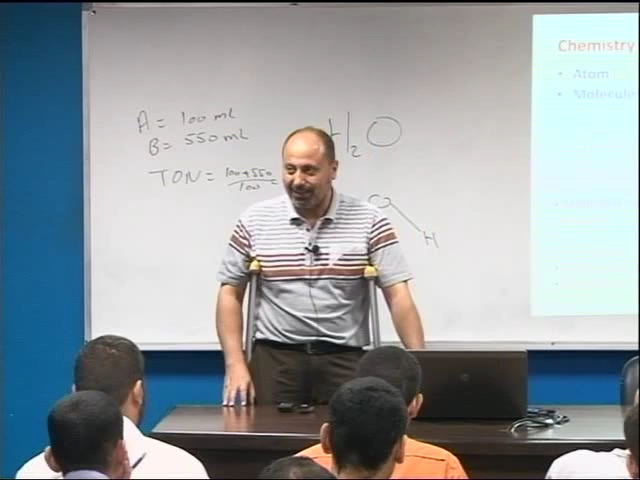 A = 100 ml
B = 550 ml
TON = 100+550
100 =
H2O
O
H
Chemistry
• Atom
• Molecule